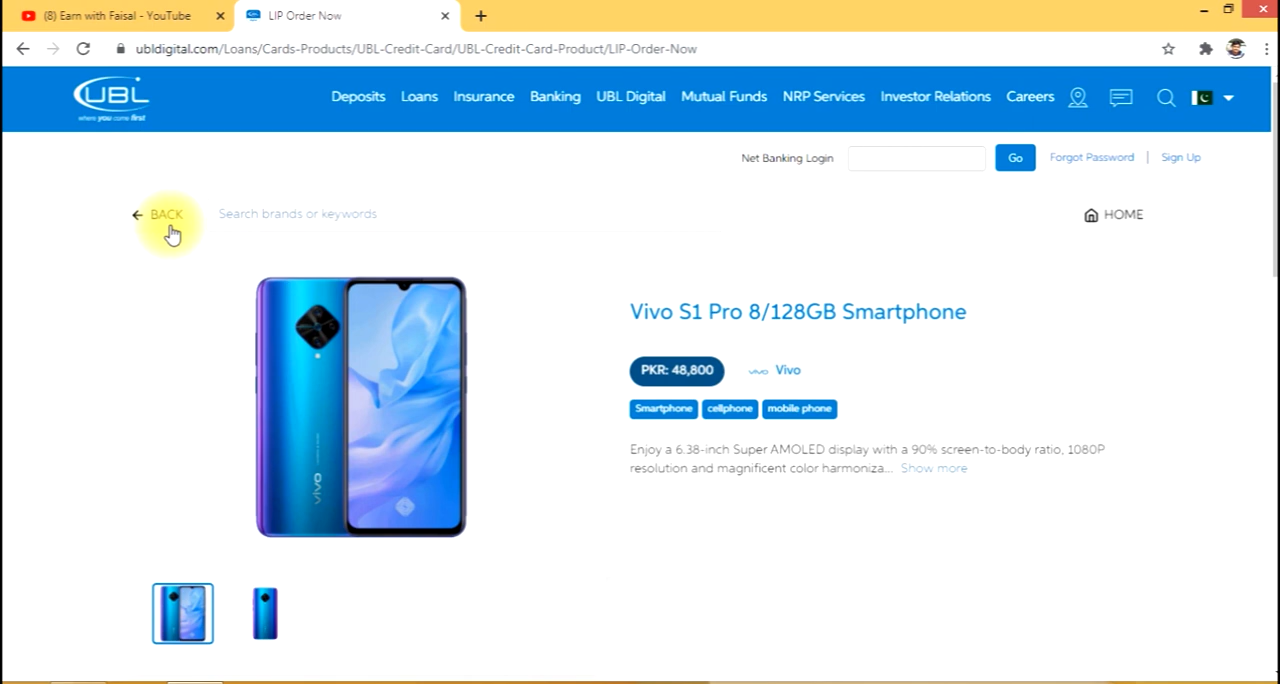 (8) Earn with Faisal - YouTube
LIP Order Now
ubldigital.com/Loans/Cards-Products/UBL-Credit-Card/UBL-Credit-Card-Product/LIP-Order-Now
UBL
where you come first
Deposits Loans Insurance Banking UBL Digital Mutual Funds NRP Services Investor Relations Careers
Net Banking Login Go Forgot Password | Sign Up
BACK Search brands or keywords HOME
Vivo S1 Pro 8/128GB Smartphone
PKR: 48,800 vivo Vivo
Smartphone cellphone mobile phone
Enjoy a 6.38-inch Super AMOLED display with a 90% screen-to-body ratio, 1080P
resolution and magnificent color harmoniza... Show more
vivo